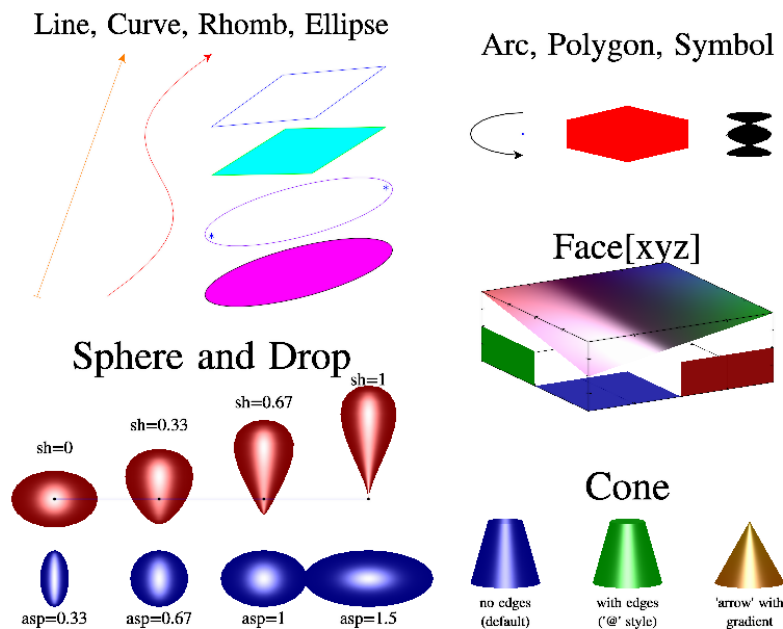 Line, Curve, Rhomb, Ellipse
Arc, Polygon, Symbol
Face[xyz]
Sphere and Drop
sh=0
sh=0.33
sh=0.67
sh=1
asp=0.33
asp=0.67
asp=1
asp=1.5
Cone
no edges
(default)
with edges
('@' style)
'arrow' with
gradient